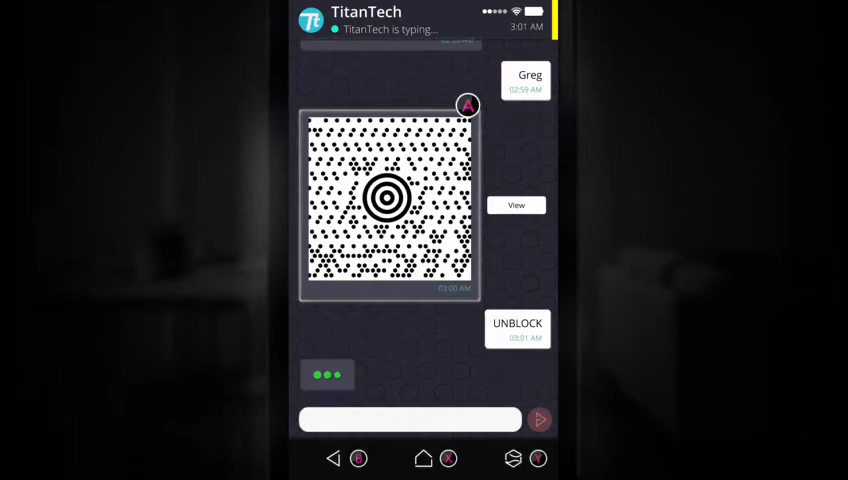 Tt
TitanTech
TitanTech is typing...
3:01 AM
Greg
02:59 AM
A
View
03:00 AM
UNBLOCK
03:01 AM
B
X
Y